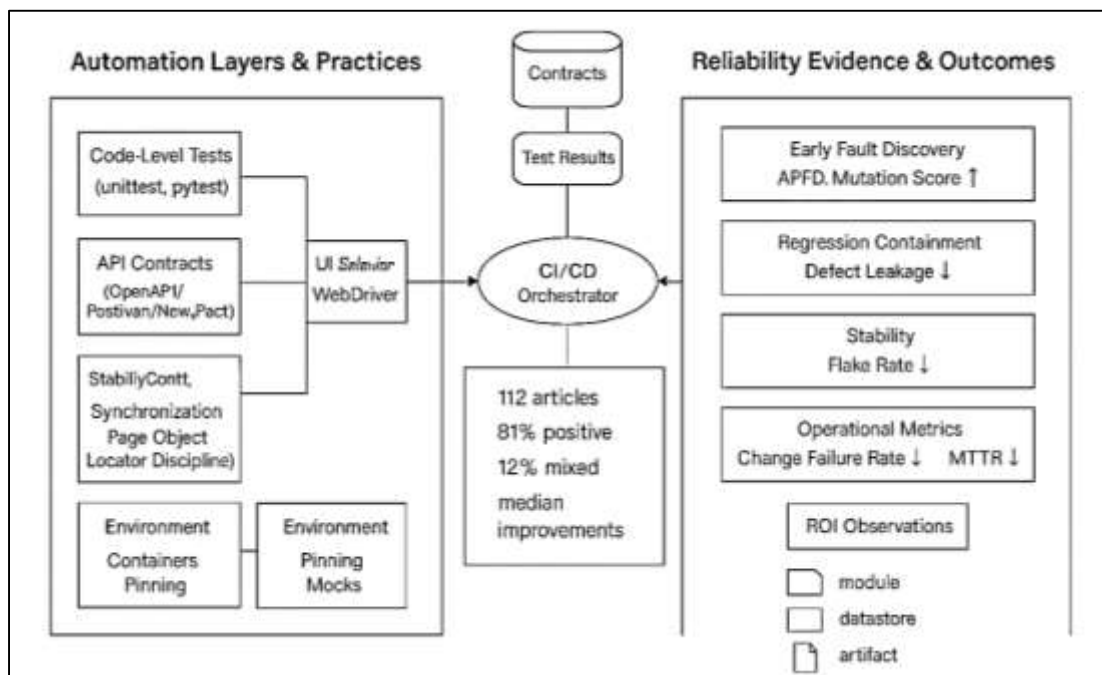 Automation Layers & Practices
Code-Level Tests
(unittest, pytest)
API Contracts
(OpenAP1/
Postivan/New,Pact)
StabiliyContt,
Synchronization
Page Object
Locator Discipline)
UI Selevior
WebDriver
Environment
Containers
Pinning
Environment
Pinning
Mocks
Contracts
Test Results
CI/CD
Orchestrator
112 articles
81% positive
12% mixed
median
improvements
Reliability Evidence & Outcomes
Early Fault Discovery
APFD. Mutation Score ↑
Regression Containment
Defect Leakage ↓
Stability
Flake Rate ↓
Operational Metrics
Change Failure Rate ↓ MTTR ↓
ROI Observations
module
datastore
artifact